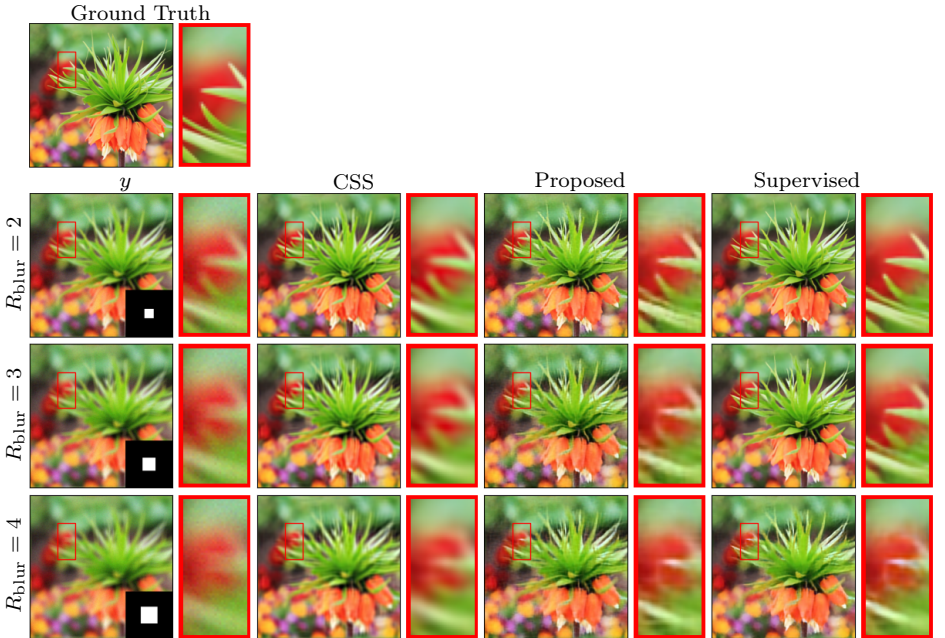 Ground Truth
y
CSS
Proposed
Supervised
R_blur = 2
R_blur = 3
R_blur = 4